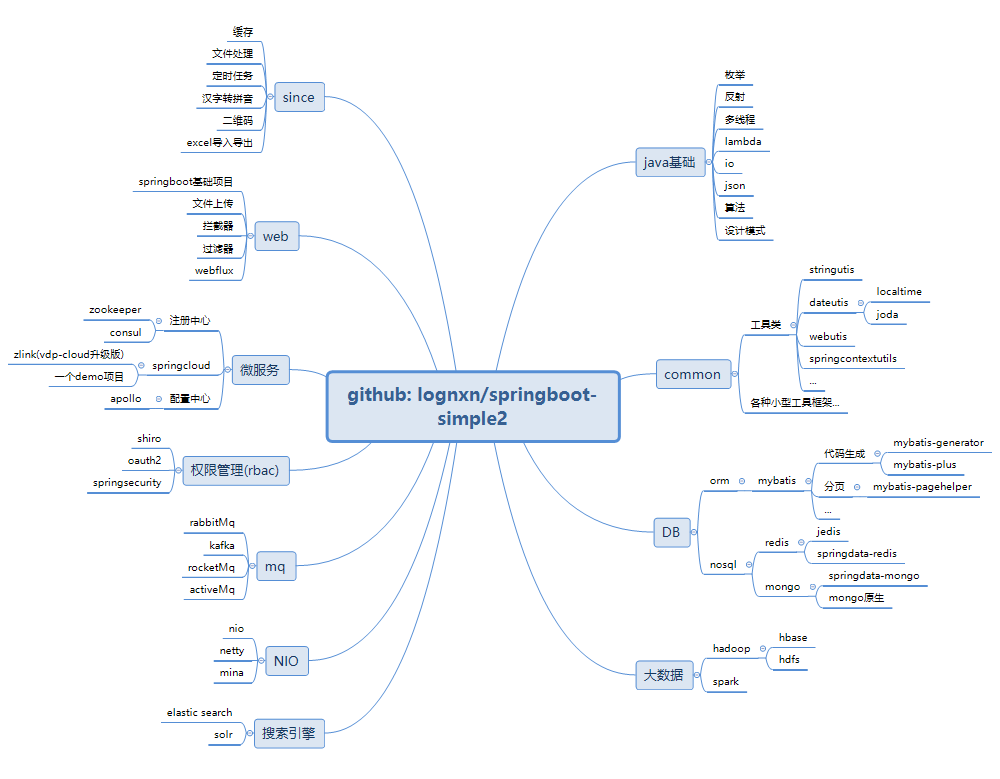 github: lognxn/springboot-
simple2
since
缓存
文件处理
定时任务
汉字转拼音
二维码
excel导入导出
web
springboot基础项目
文件上传
拦截器
过滤器
webflux
微服务
注册中心
zookeeper
consul
springcloud
zlink(vdp-cloud升级版)
一个demo项目
配置中心
apollo
权限管理(rbac)
shiro
oauth2
springsecurity
mq
rabbitMq
kafka
rocketMq
activeMq
NIO
nio
netty
mina
搜索引擎
elastic search
solr
java基础
枚举
反射
多线程
lambda
io
json
算法
设计模式
common
工具类
stringutis
dateutis
localtime
joda
webutis
springcontextutils
...
各种小型工具框架...
DB
orm
mybatis
代码生成
mybatis-generator
mybatis-plus
分页
mybatis-pagehelper
...
nosql
redis
jedis
springdata-redis
mongo
springdata-mongo
mongo原生
大数据
hadoop
hbase
hdfs
spark